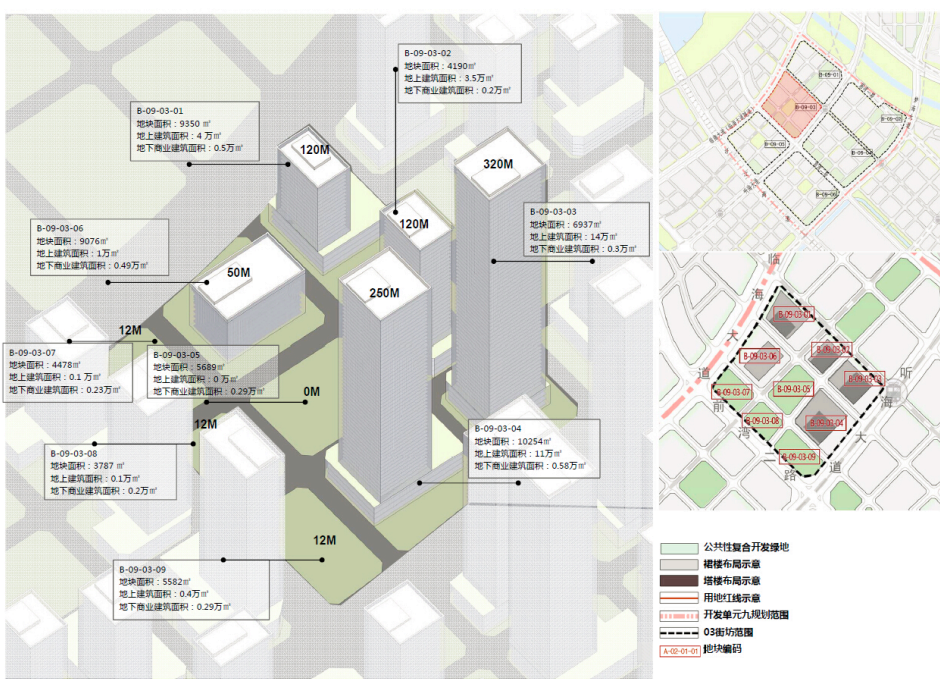 B-09-03-02
地块面积：4190㎡
地上建筑面积：3.5万㎡
地下商业建筑面积：0.2万㎡
B-09-03-01
地块面积：9350 ㎡
地上建筑面积：4 万㎡
地下商业建筑面积：0.5万㎡
120M
320M
B-09-03-03
地块面积：6937㎡
地上建筑面积：14万㎡
地下商业建筑面积：0.3万㎡
120M
B-09-03-06
地块面积：9076㎡
地上建筑面积：1万㎡
地下商业建筑面积：0.49万㎡
50M
250M
12M
B-09-03-07
地块面积：4478㎡
地上建筑面积：0.1 万㎡
地下商业建筑面积：0.23万㎡
B-09-03-05
地块面积：5689㎡
地上建筑面积：0 万㎡
地下商业建筑面积：0.29万㎡
0M
12M
B-09-03-04
地块面积：10254㎡
地上建筑面积：11万㎡
地下商业建筑面积：0.58万㎡
B-09-03-08
地块面积：3787 ㎡
地上建筑面积：0.1万㎡
地下商业建筑面积：0.2万㎡
12M
B-09-03-09
地块面积：5582㎡
地上建筑面积：0.4万㎡
地下商业建筑面积：0.29万㎡
B-09-01
B-09-03
临海大道
B-09-03-01
B-09-03-06
B-09-03-02
B-09-03-03
听海大道
B-09-03-07
B-09-03-05
B-09-03-08
B-09-03-04
前湾二路
B-09-03-09
公共性复合开发绿地
裙楼布局示意
塔楼布局示意
用地红线示意
开发单元九规划范围
03街坊范围
A-02-01-01 地块编码